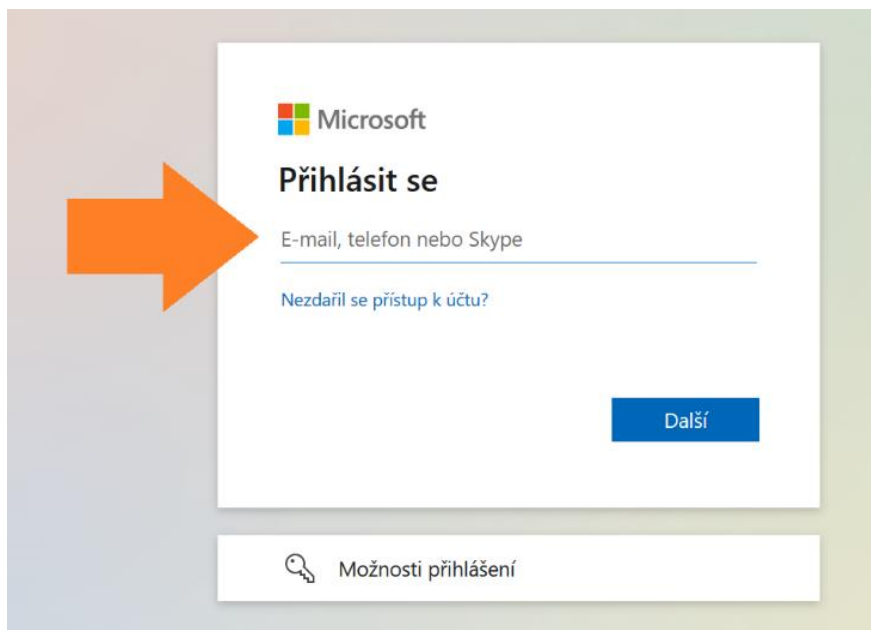 Microsoft
Přihlásit se
E-mail, telefon nebo Skype
Nezdařil se přístup k účtu?
Další
Možnosti přihlášení